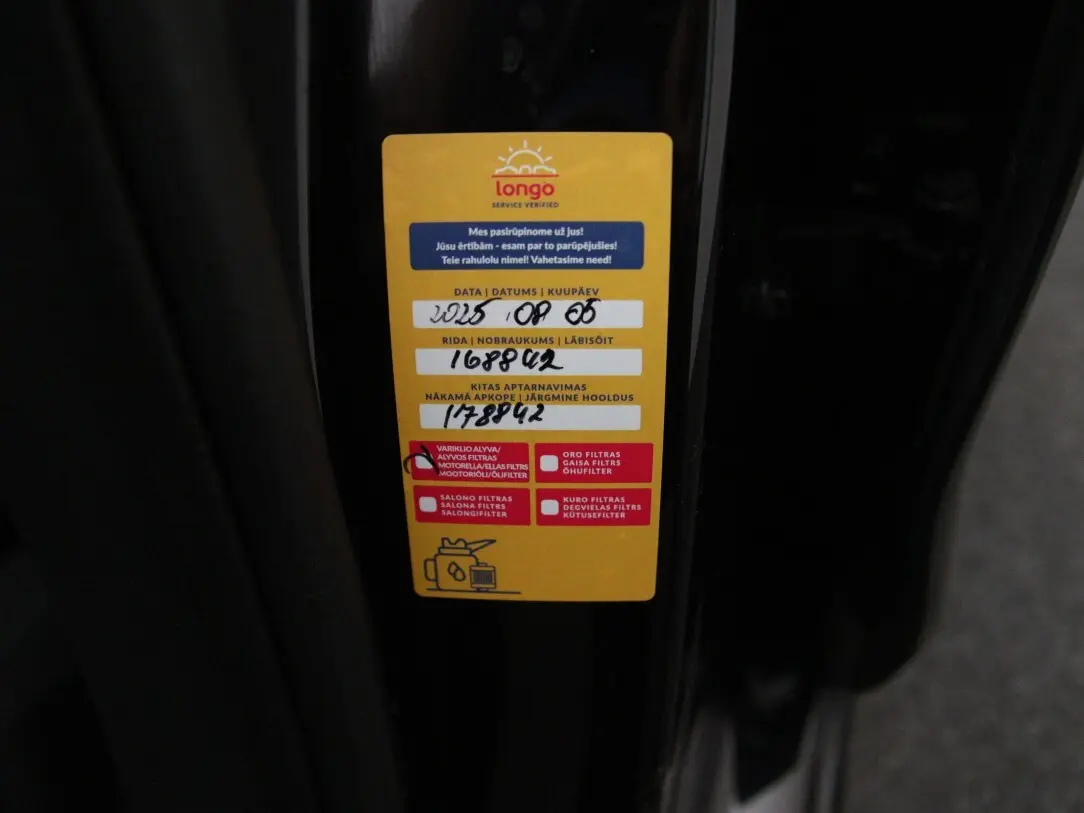 longo
SERVICE VERIFIED
Mes pasirūpinome už jus!
Jūsu ērtībām - esam par to parūpējušies!
Teie rahulolu nimel! Vahetasime need!
DATA | DATUMS | KUUPÄEV
2025.08 05
RIDA | NOBRAUKUMS | LÄBISÕIT
168842
KITAS APTARNAVIMAS
NĀKAMĀ APKOPE | JÄRGMINE HOOLDUS
178842
VARIKLIO ALYVA/
ALYVOS FILTRAS
MOTORELLA/ELLAS FILTRS
MOOTORIÕLI/ÕLIFILTER
ORO FILTRAS
GAISA FILTRS
ÕHUFILTER
SALONO FILTRAS
SALONA FILTRS
SALONGIFILTER
KURO FILTRAS
DEGVIELAS FILTRS
KÜTUSEFILTER